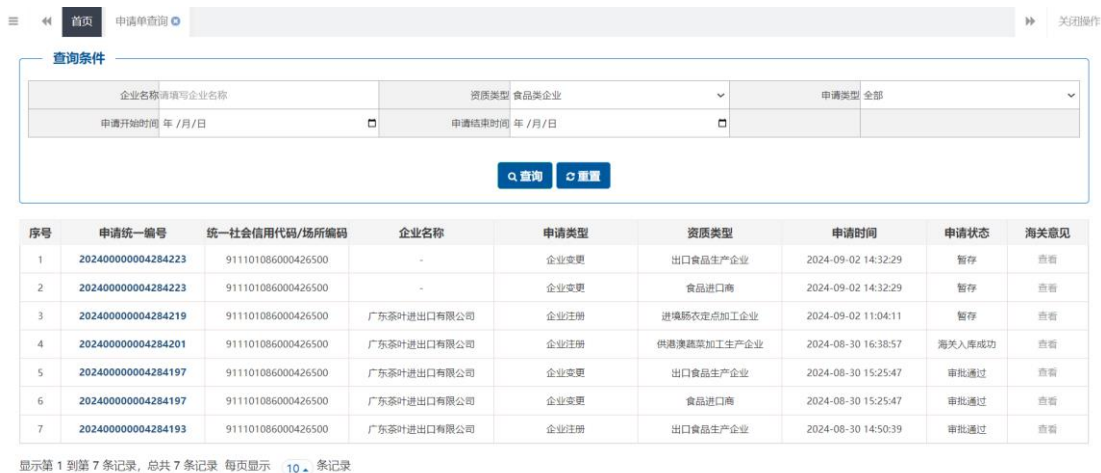 首页 申请单查询 关闭操作
查询条件
企业名称 请填写企业名称 资质类型 食品类企业 申请类型 全部
申请开始时间 年 /月/日 申请结束时间 年 /月/日
查询 重置
序号 申请统一编号 统一社会信用代码/场所编码 企业名称 申请类型 资质类型 申请时间 申请状态 海关意见
1 202400000004284223 911101086000426500 - 企业变更 出口食品生产企业 2024-09-02 14:32:29 暂存 查看
2 202400000004284223 911101086000426500 - 企业变更 食品进口商 2024-09-02 14:32:29 暂存 查看
3 202400000004284219 911101086000426500 广东茶叶进出口有限公司 企业注册 进境肠衣定点加工企业 2024-09-02 11:04:11 暂存 查看
4 202400000004284201 911101086000426500 广东茶叶进出口有限公司 企业注册 供港澳蔬菜加工生产企业 2024-08-30 16:38:57 海关入库成功 查看
5 202400000004284197 911101086000426500 广东茶叶进出口有限公司 企业变更 出口食品生产企业 2024-08-30 15:25:47 审批通过 查看
6 202400000004284197 911101086000426500 广东茶叶进出口有限公司 企业变更 食品进口商 2024-08-30 15:25:47 审批通过 查看
7 202400000004284193 911101086000426500 广东茶叶进出口有限公司 企业注册 出口食品生产企业 2024-08-30 14:50:39 审批通过 查看
显示第 1 到第 7 条记录，总共 7 条记录 每页显示 10 条记录